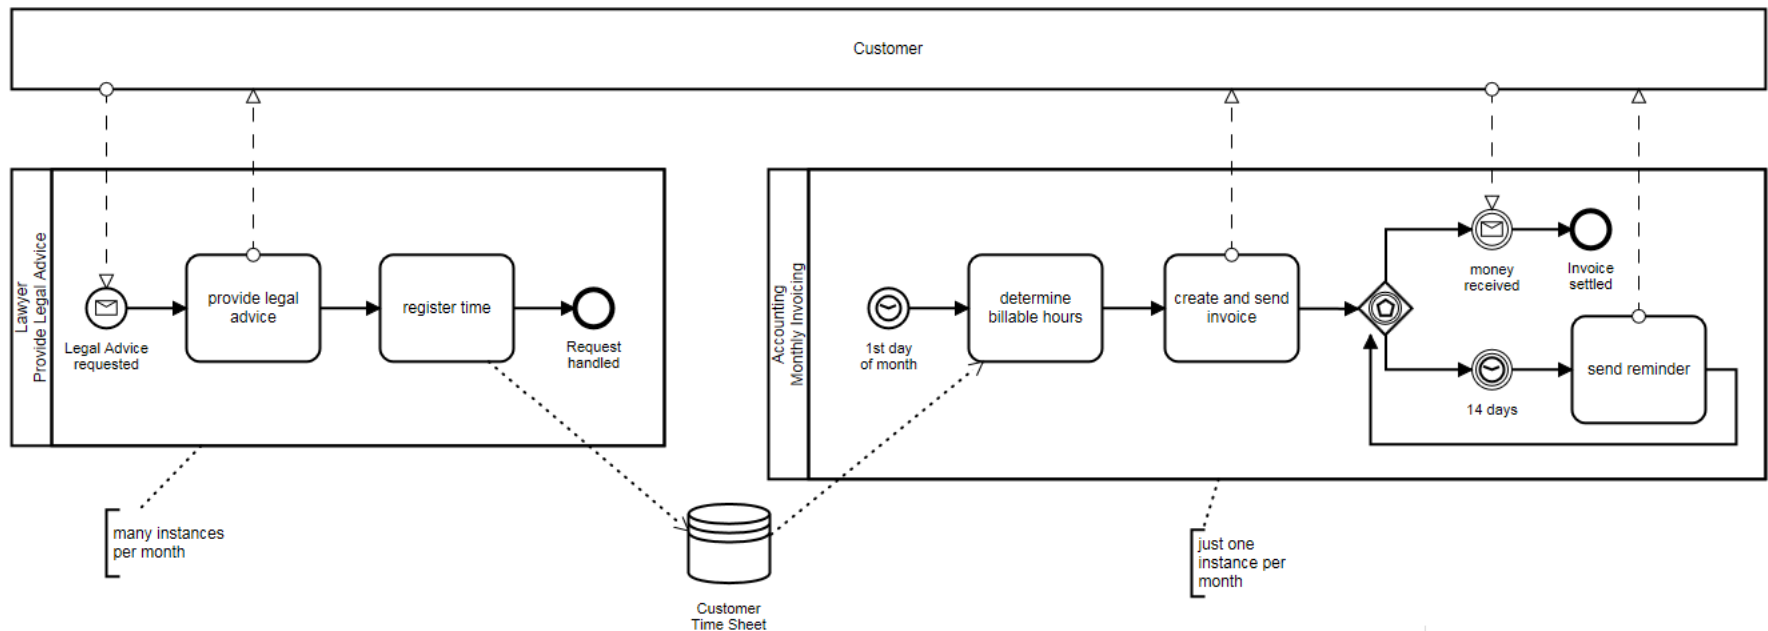 Customer
Lawyer
Provide Legal Advice
Legal Advice
requested
provide legal
advice
register time
Request
handled
many instances
per month
Customer
Time Sheet
Accounting
Monthly Invoicing
1st day
of month
determine
billable hours
create and send
invoice
money
received
Invoice
settled
14 days
send reminder
just one
instance per
month